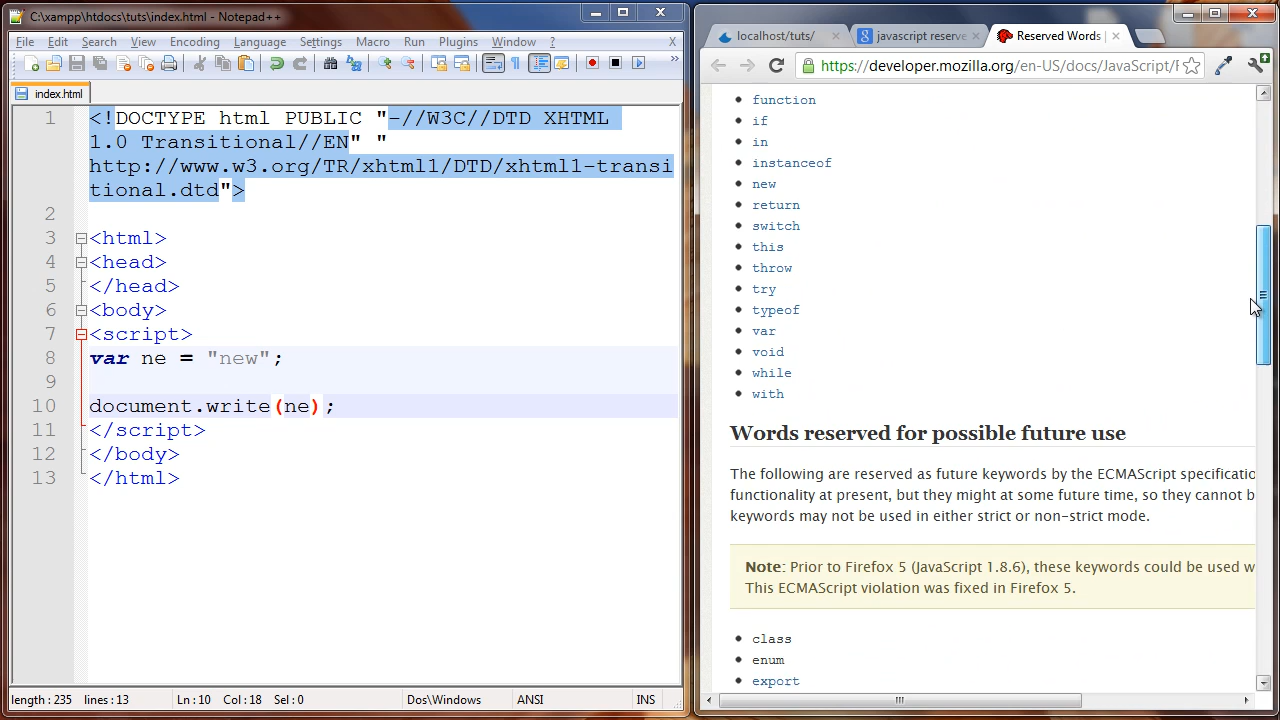 C:\xampp\htdocs\tuts\index.html - Notepad++
File Edit Search View Encoding Language Settings Macro Run Plugins Window ? X
index.html
1 <!DOCTYPE html PUBLIC "-//W3C//DTD XHTML
1.0 Transitional//EN" "
http://www.w3.org/TR/xhtml1/DTD/xhtml1-transi
tional.dtd">
2
3 <html>
4 <head>
5 </head>
6 <body>
7 <script>
8 var ne = "new";
9
10 document.write(ne);
11 </script>
12 </body>
13 </html>
length : 235 lines : 13 Ln : 10 Col : 18 Sel : 0 Dos\Windows ANSI INS
localhost/tuts/ javascript reserve Reserved Words
https://developer.mozilla.org/en-US/docs/JavaScript/
function
if
in
instanceof
new
return
switch
this
throw
try
typeof
var
void
while
with
Words reserved for possible future use
The following are reserved as future keywords by the ECMAScript specificatio
functionality at present, but they might at some future time, so they cannot b
keywords may not be used in either strict or non-strict mode.
Note: Prior to Firefox 5 (JavaScript 1.8.6), these keywords could be used w
This ECMAScript violation was fixed in Firefox 5.
class
enum
export